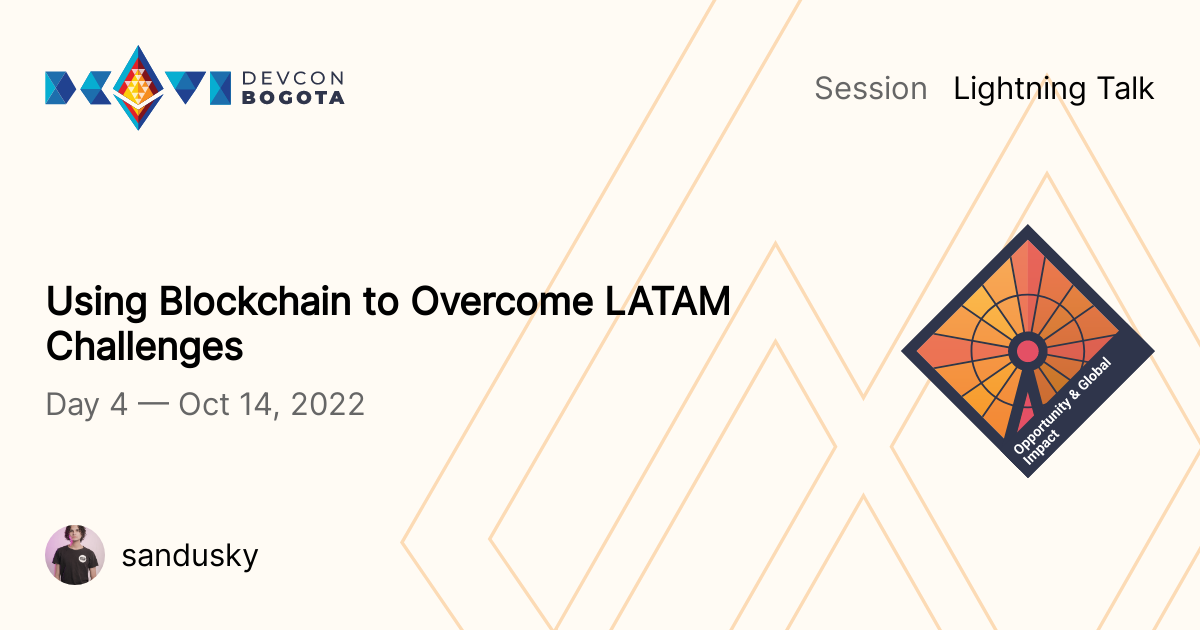 DEVCON
BOGOTA
Session Lightning Talk
Using Blockchain to Overcome LATAM
Challenges
Day 4 — Oct 14, 2022
Opportunity & Global
Impact
sandusky